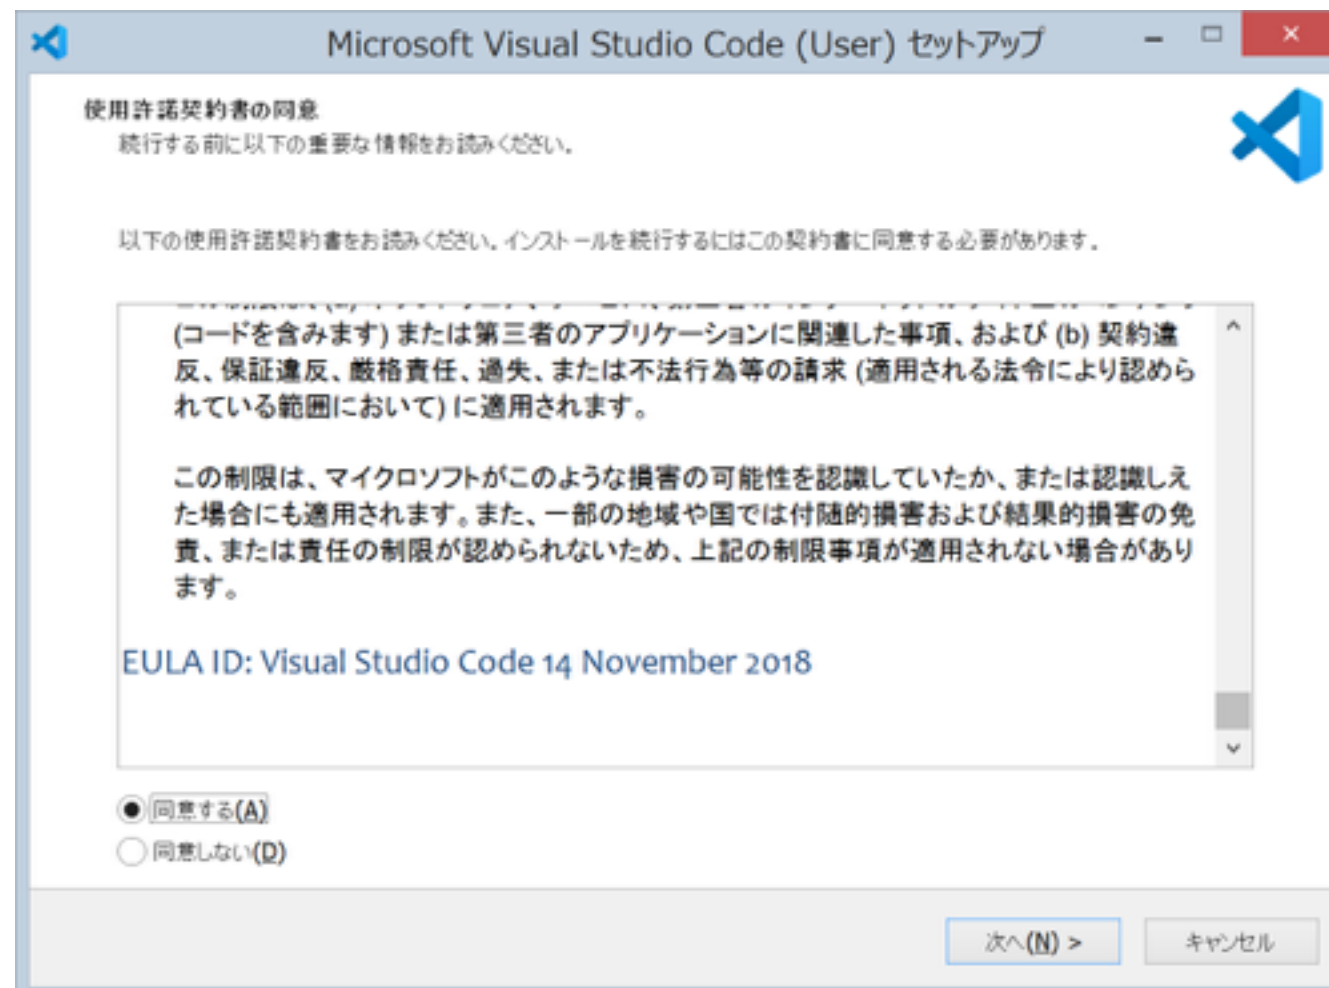 Microsoft Visual Studio Code (User) セットアップ
使用許諾契約書の同意
続行する前に以下の重要な情報をお読みください。
以下の使用許諾契約書をお読みください。インストールを続行するにはこの契約書に同意する必要があります。
(コードを含みます) または第三者のアプリケーションに関連した事項、および (b) 契約違
反、保証違反、厳格責任、過失、または不法行為等の請求 (適用される法令により認めら
れている範囲において) に適用されます。
この制限は、マイクロソフトがこのような損害の可能性を認識していたか、または認識しえ
た場合にも適用されます。また、一部の地域や国では付随的損害および結果的損害の免
責、または責任の制限が認められないため、上記の制限事項が適用されない場合があり
ます。
EULA ID: Visual Studio Code 14 November 2018
同意する(A)
同意しない(D)
次へ(N) >
キャンセル